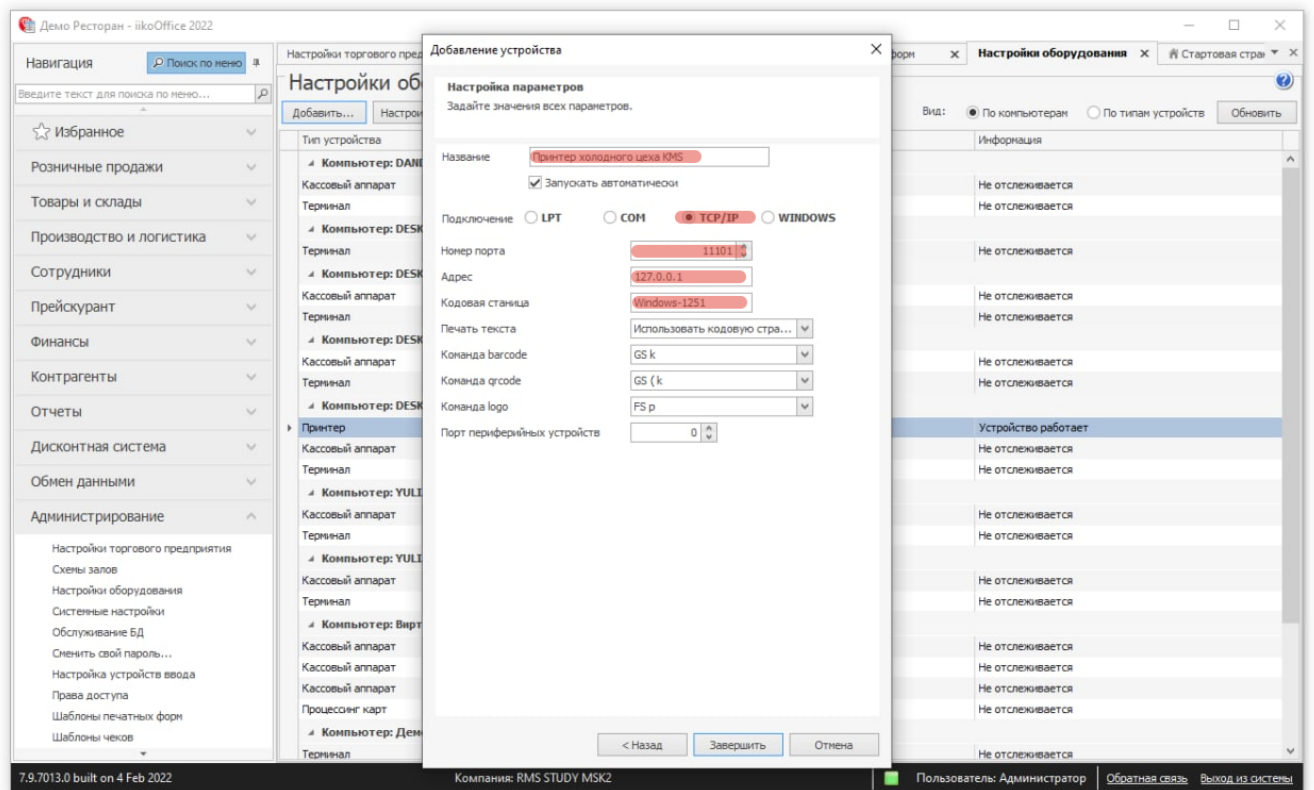 Демо Ресторан - iikoOffice 2022
Навигация
Поиск по меню
Введите текст для поиска по меню...
Избранное
Розничные продажи
Товары и склады
Производство и логистика
Сотрудники
Прейскурант
Финансы
Контрагенты
Отчеты
Дисконтная система
Обмен данными
Администрирование
Настройки торгового предприятия
Схемы залов
Настройки оборудования
Системные настройки
Обслуживание БД
Сменить свой пароль...
Настройка устройств ввода
Права доступа
Шаблоны печатных форм
Шаблоны чеков
Настройки торгового пред
форм
Настройки оборудования
Стартовая стран
Настройки об
Добавить...
Настрои
Вид:
По компьютерам
По типам устройств
Обновить
Тип устройства
Информация
Компьютер: DANI
Кассовый аппарат
Не отслеживается
Терминал
Не отслеживается
Компьютер: DESK
Терминал
Не отслеживается
Компьютер: DESK
Кассовый аппарат
Не отслеживается
Терминал
Не отслеживается
Компьютер: DESK
Кассовый аппарат
Не отслеживается
Терминал
Не отслеживается
Компьютер: DESK
Принтер
Устройство работает
Кассовый аппарат
Не отслеживается
Терминал
Не отслеживается
Компьютер: YULI
Кассовый аппарат
Не отслеживается
Терминал
Не отслеживается
Компьютер: YULI
Кассовый аппарат
Не отслеживается
Терминал
Не отслеживается
Компьютер: Вирт
Кассовый аппарат
Не отслеживается
Кассовый аппарат
Не отслеживается
Кассовый аппарат
Не отслеживается
Процессинг карт
Не отслеживается
Компьютер: Демо
Терминал
Не отслеживается
Добавление устройства
Настройка параметров
Задайте значения всех параметров.
Название
Принтер холодного цеха KMS
Запускать автоматически
Подключение
LPT
COM
TCP/IP
WINDOWS
Номер порта
11101
Адрес
127.0.0.1
Кодовая станица
Windows-1251
Печать текста
Использовать кодовую стра...
Команда barcode
GS k
Команда qrcode
GS ( k
Команда logo
FS p
Порт периферийных устройств
0
< Назад
Завершить
Отмена
7.9.7013.0 built on 4 Feb 2022
Компания: RMS STUDY MSK2
Пользователь: Администратор
Обратная связь
Выход из системы